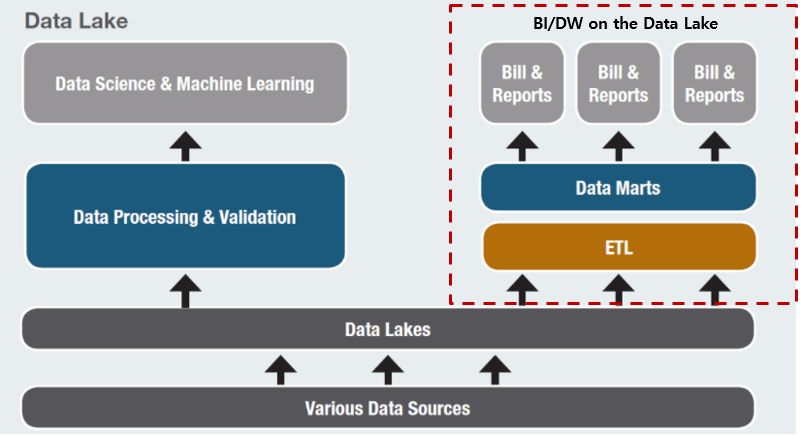 Data Lake
BI/DW on the Data Lake
Data Science & Machine Learning
Bill &
Reports
Bill &
Reports
Bill &
Reports
Data Processing & Validation
Data Marts
ETL
Data Lakes
Various Data Sources